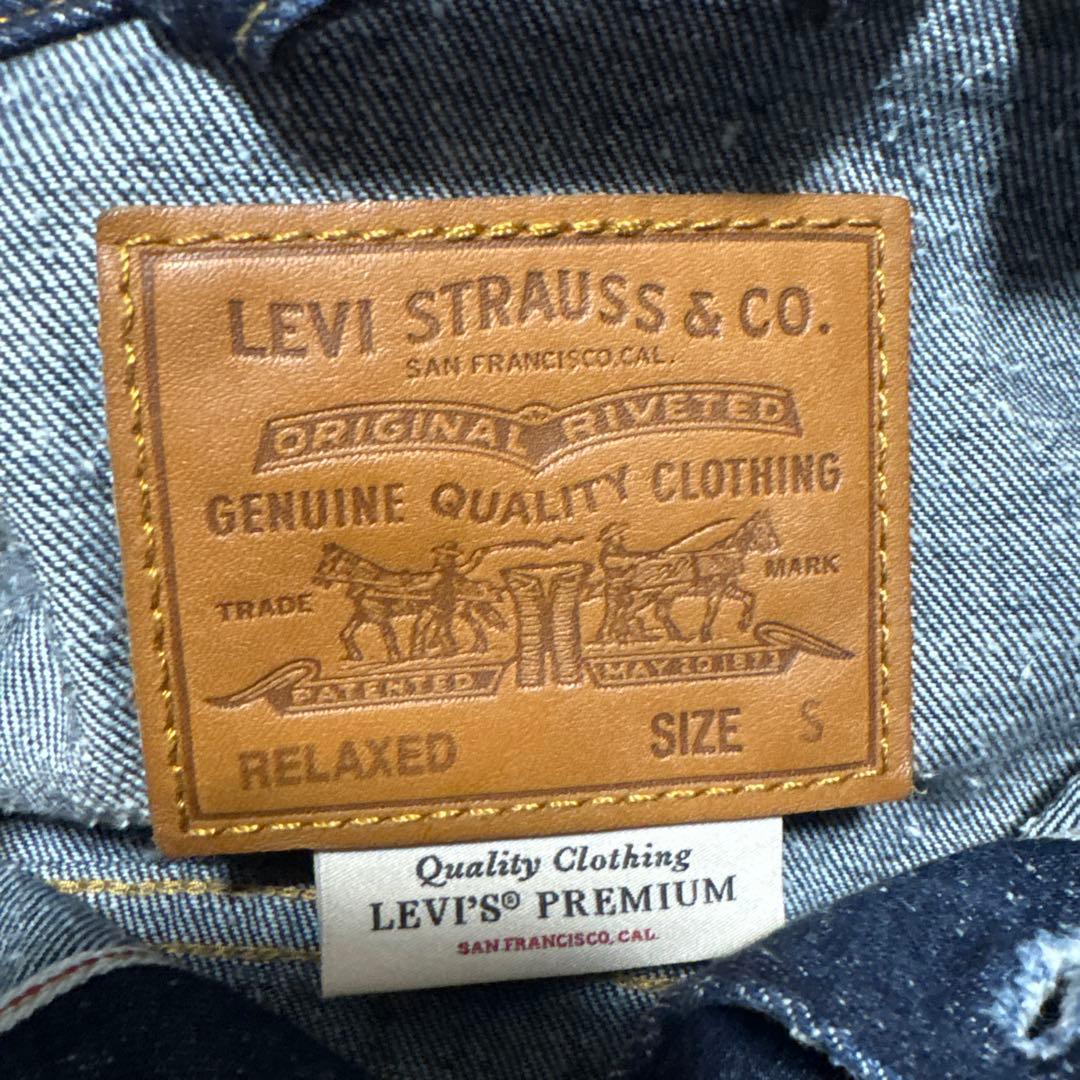 LEVI STRAUSS & CO.
SAN FRANCISCO, CAL.
ORIGINAL RIVETED
GENUINE QUALITY CLOTHING
TRADE MARK
PATENTED MAY 20 1873
RELAXED SIZE S
Quality Clothing
LEVI'S® PREMIUM
SAN FRANCISCO, CAL.